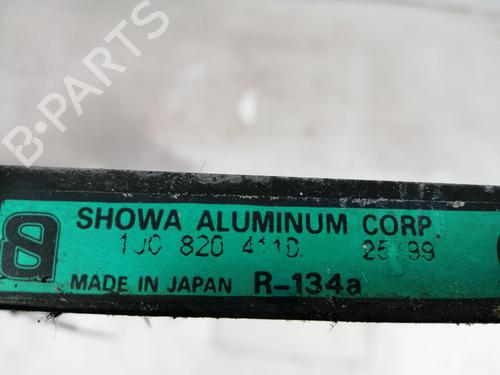 B-PARTS
SHOWA ALUMINUM CORP.
1J0 820 411D. 25 99
MADE IN JAPAN R-134a